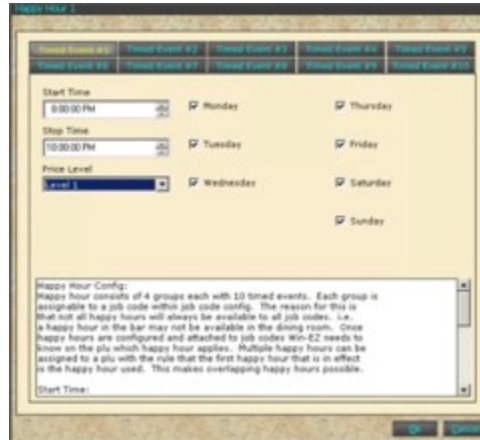 Happy Hour 1
Timed Event #1 Timed Event #2 Timed Event #3 Timed Event #4 Timed Event #5
Timed Event #6 Timed Event #7 Timed Event #8 Timed Event #9 Timed Event #10
Start Time
8:00:00 PM
Monday
Thursday
Stop Time
10:00:00 PM
Tuesday
Friday
Price Level
Level 1
Wednesday
Saturday
Sunday
Happy Hour Config:
Happy hour consists of 4 groups each with 10 timed events. Each group is
assignable to a job code within job code config. The reason for this is
that not all happy hours will always be available to all job codes. i.e.
a happy hour in the bar may not be available in the dining room. Once
happy hours are configured and attached to job codes Win-EZ needs to
know on the plu which happy hour applies. Multiple happy hours can be
assigned to a plu with the rule that the first happy hour that is in effect
is the happy hour used. This makes overlapping happy hours possible.
Start Time:
Ok Cancel